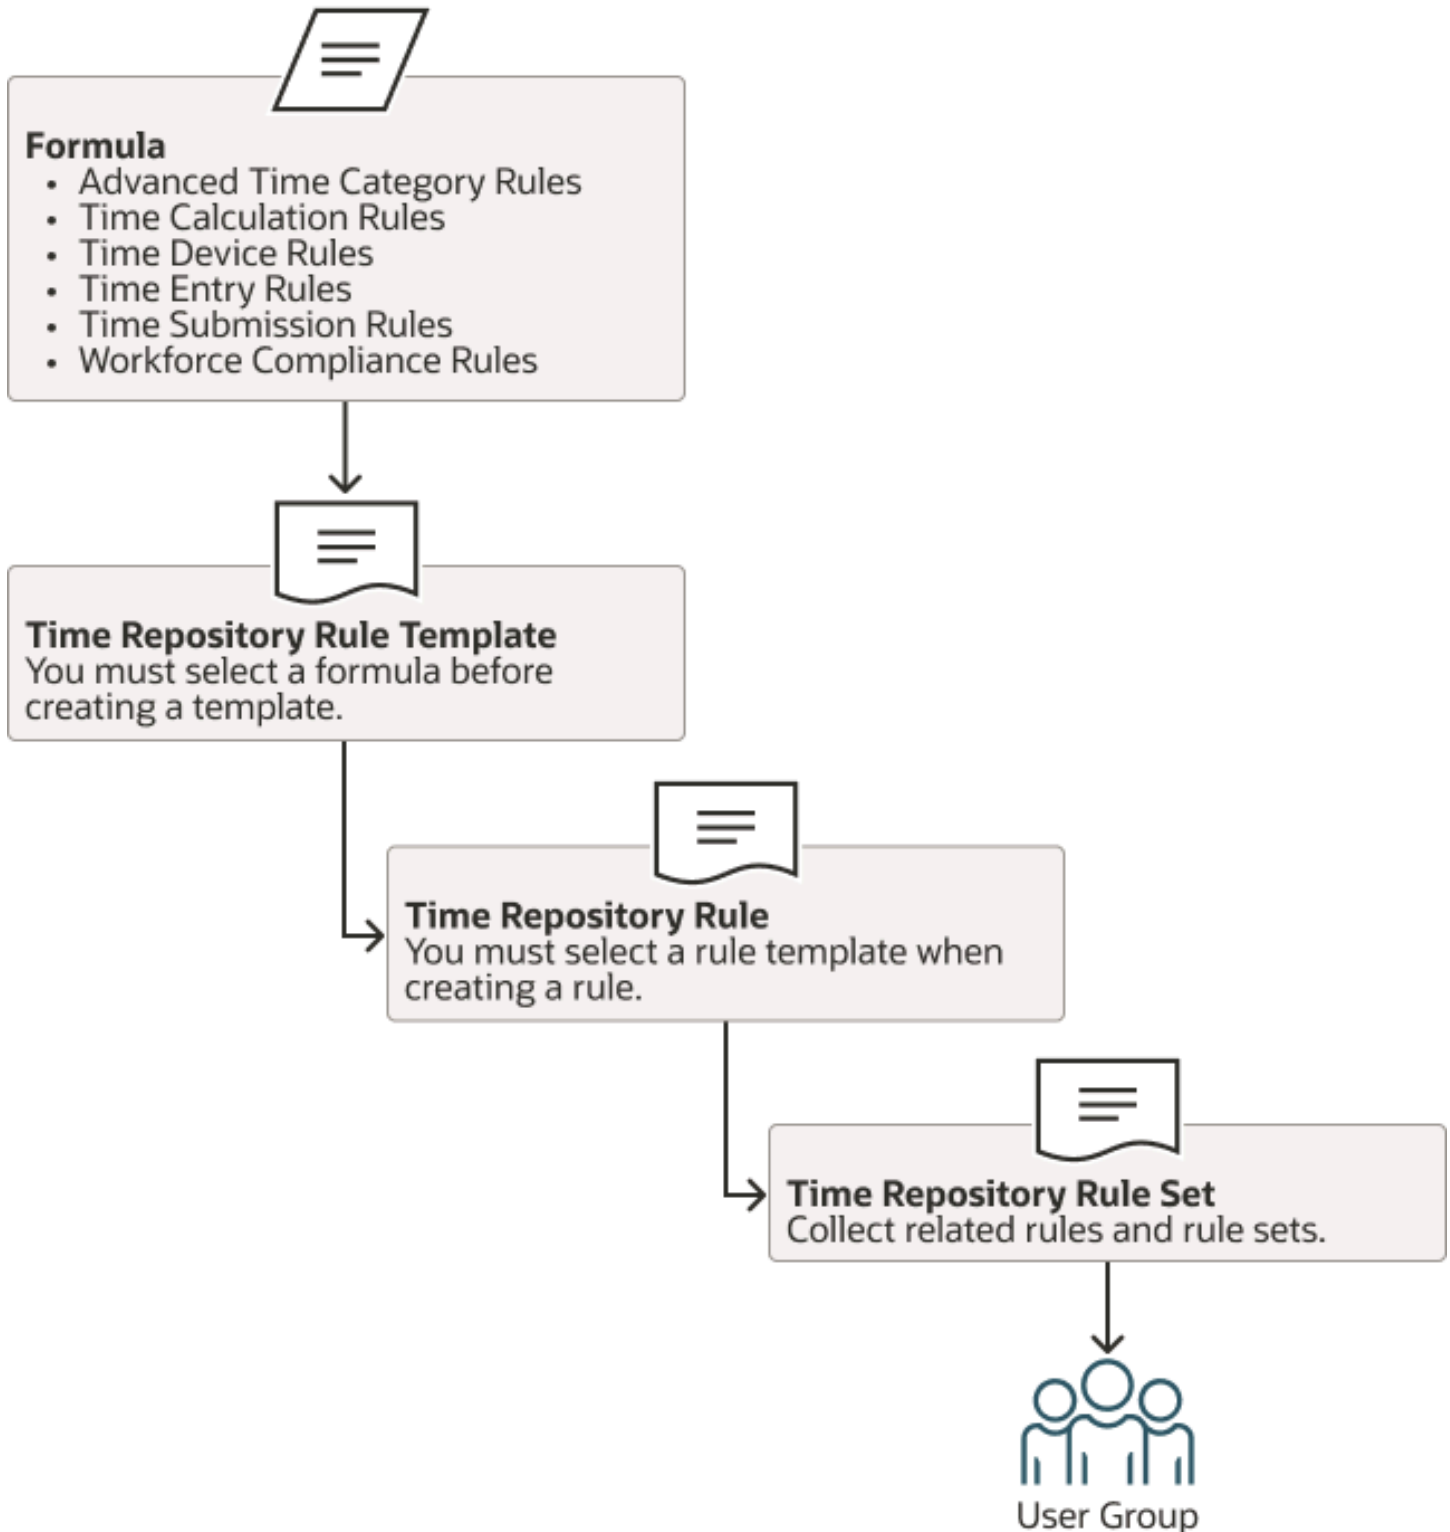 Formula
• Advanced Time Category Rules
• Time Calculation Rules
• Time Device Rules
• Time Entry Rules
• Time Submission Rules
• Workforce Compliance Rules
Time Repository Rule Template
You must select a formula before
creating a template.
Time Repository Rule
You must select a rule template when
creating a rule.
Time Repository Rule Set
Collect related rules and rule sets.
User Group